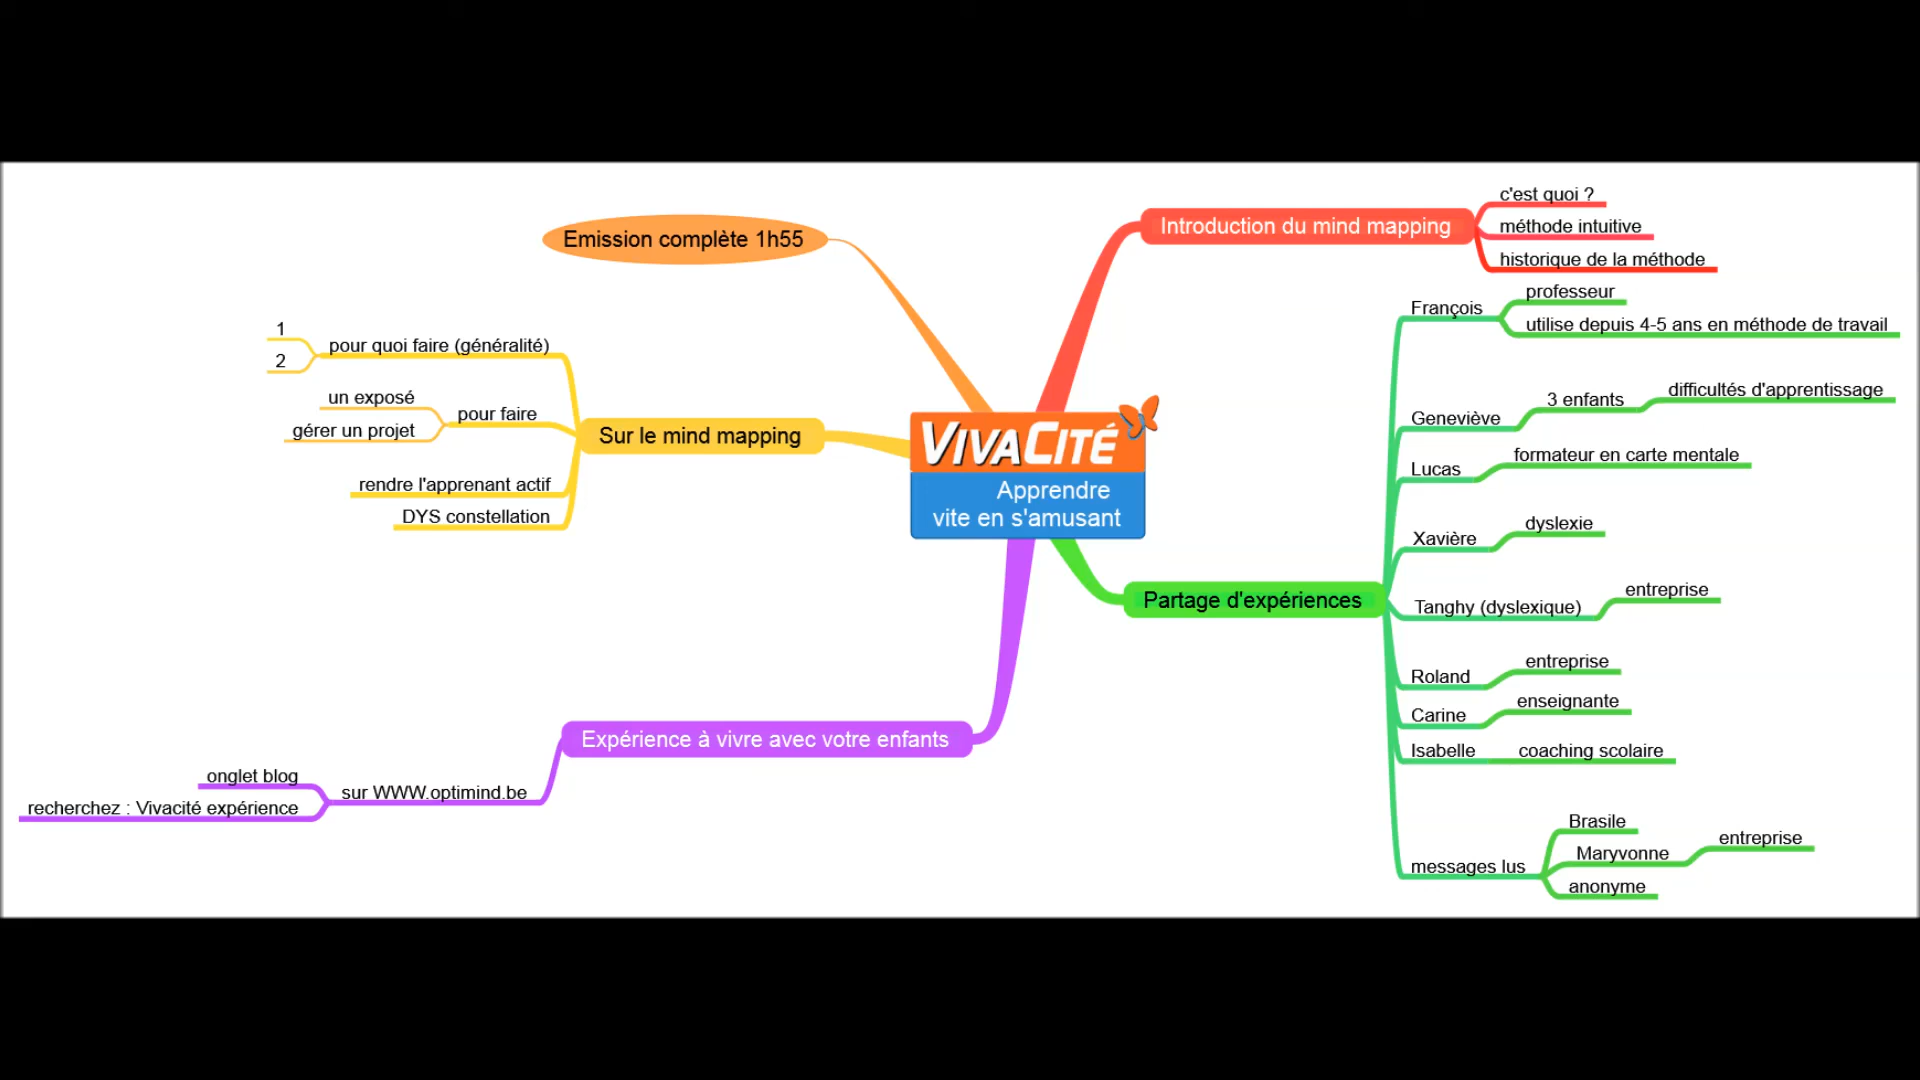 VIVACITÉ
Apprendre
vite en s'amusant
Introduction du mind mapping
c'est quoi ?
méthode intuitive
historique de la méthode
Partage d'expériences
François
professeur
utilise depuis 4-5 ans en méthode de travail
Geneviève
3 enfants
difficultés d'apprentissage
Lucas
formateur en carte mentale
Xavière
dyslexie
Tanghy (dyslexique)
entreprise
Roland
entreprise
Carine
enseignante
Isabelle
coaching scolaire
messages lus
Brasile
Maryvonne
entreprise
anonyme
Expérience à vivre avec votre enfants
sur WWW.optimind.be
onglet blog
recherchez : Vivacité expérience
Sur le mind mapping
pour quoi faire (généralité)
1
2
pour faire
un exposé
gérer un projet
rendre l'apprenant actif
DYS constellation
Emission complète 1h55